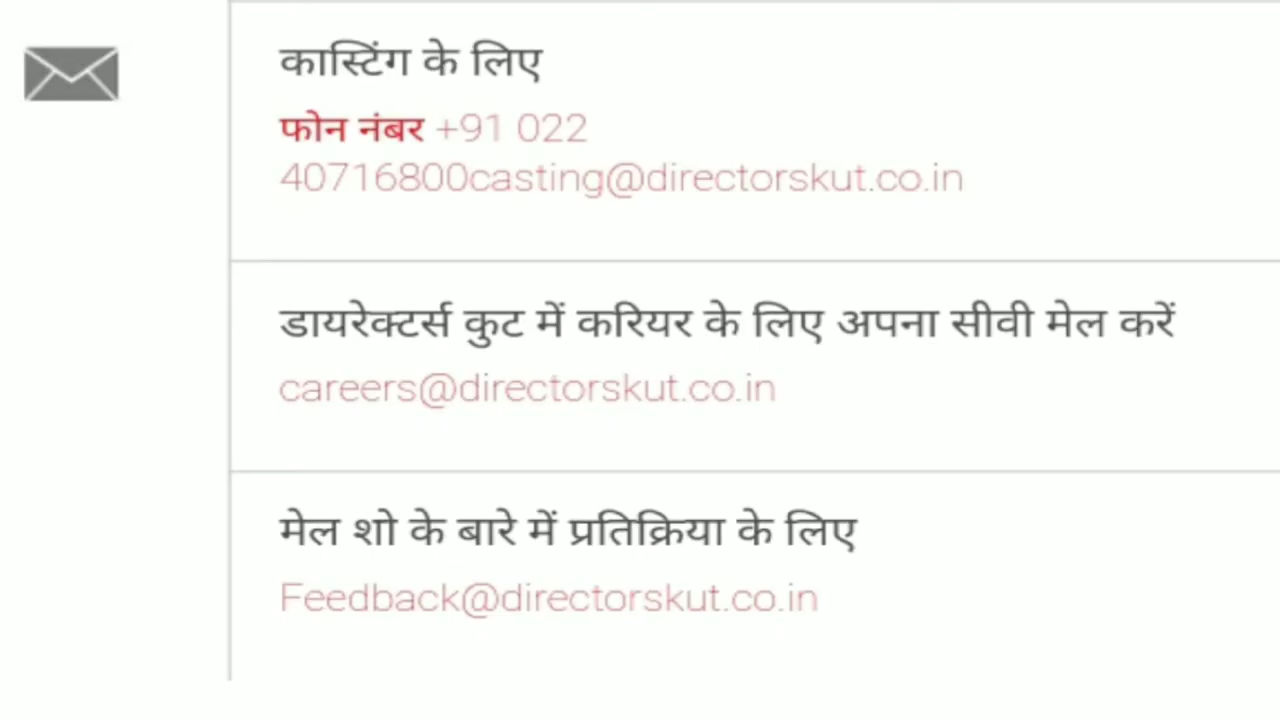 कास्टिंग के लिए
फोन नंबर +91 022
40716800casting@directorskut.co.in
डायरेक्टर्स कुट में करियर के लिए अपना सीवी मेल करें
careers@directorskut.co.in
मेल शो के बारे में प्रतिक्रिया के लिए
Feedback@directorskut.co.in